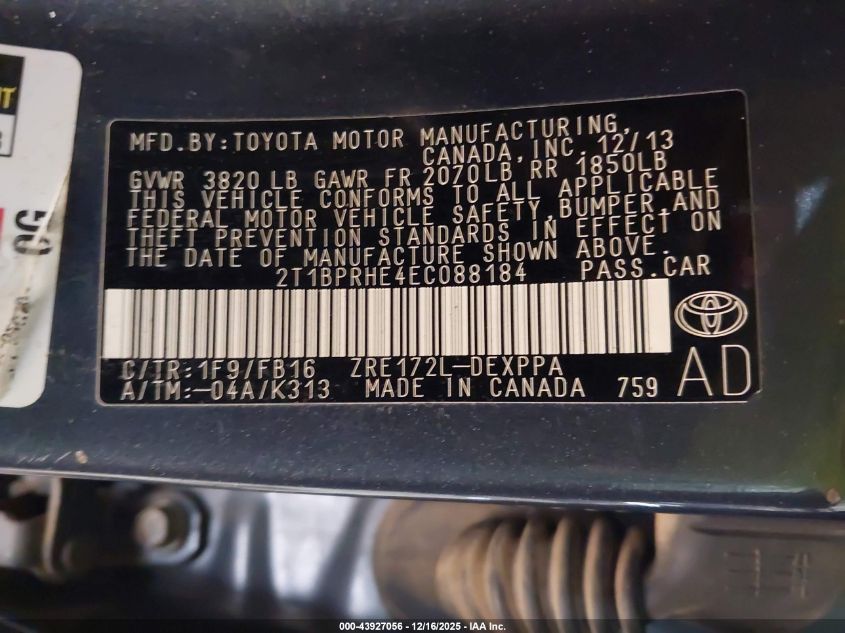 MFD.BY:TOYOTA MOTOR MANUFACTURING,
CANADA,INC. 12/13
GVWR 3820 LB GAWR FR 2070LB RR 1850LB
THIS VEHICLE CONFORMS TO ALL APPLICABLE
FEDERAL MOTOR VEHICLE SAFETY,BUMPER,AND
THEFT PREVENTION STANDARDS IN EFFECT ON
THE DATE OF MANUFACTURE SHOWN ABOVE.
2T1BPRHE4EC088184 PASS.CAR
C/TR:1F9/FB16 ZRE172L-DEXPPA
A/TM:-04A/K313 MADE IN CANADA 759 AD
CG
000-43927056 - 12/16/2025 - IAA Inc.